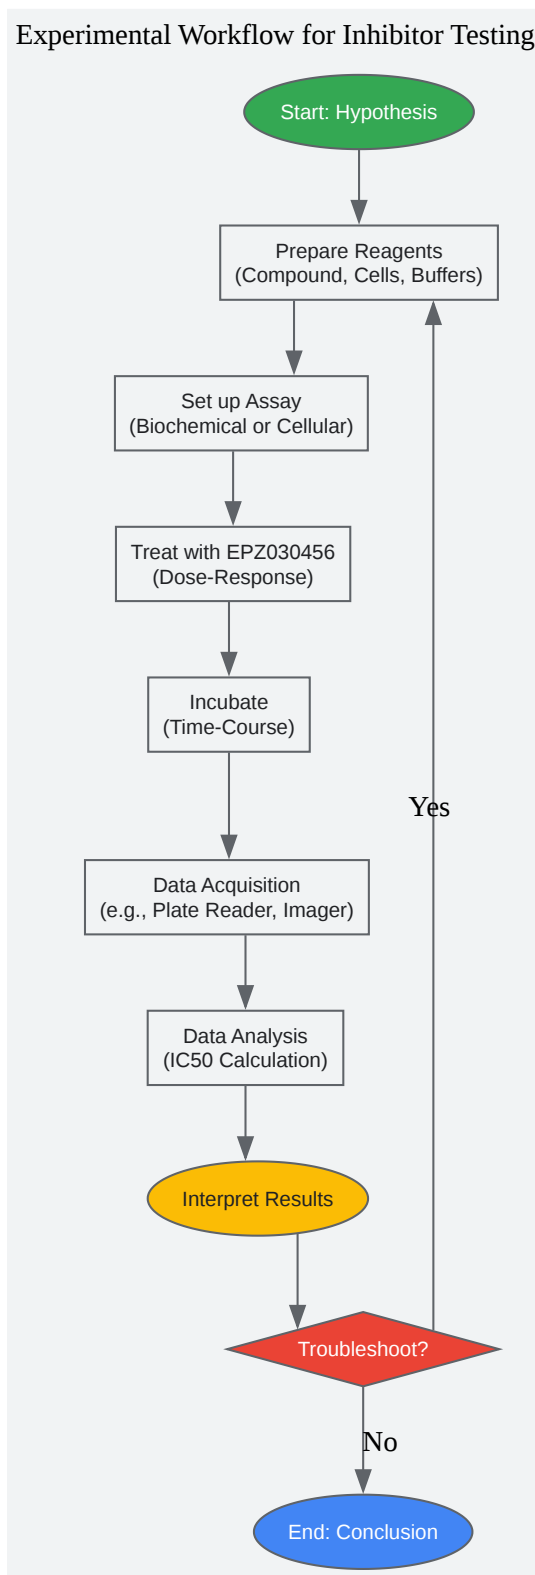 Experimental Workflow for Inhibitor Testing
Start: Hypothesis
Prepare Reagents
(Compound, Cells, Buffers)
Set up Assay
(Biochemical or Cellular)
Treat with EPZ030456
(Dose-Response)
Incubate
(Time-Course)
Yes
Data Acquisition
(e.g., Plate Reader, Imager)
Data Analysis
(IC50 Calculation)
Interpret Results
Troubleshoot?
No
End: Conclusion